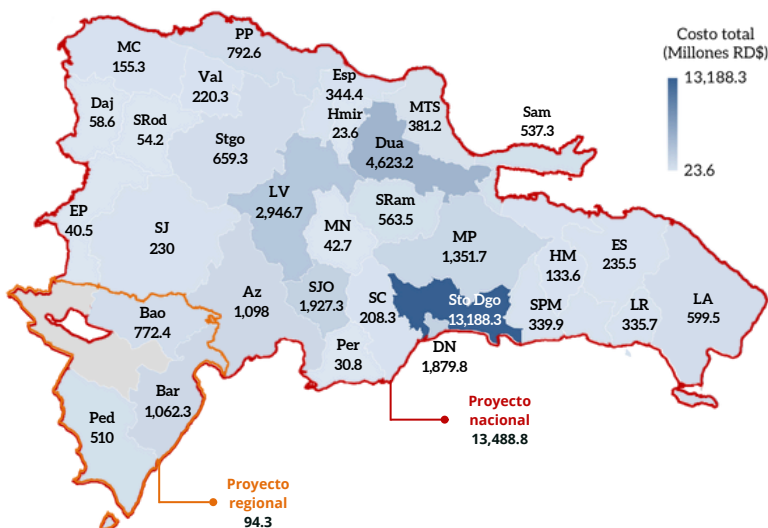 MC
155.3
PP
792.6
Val
220.3
Esp
344.4
Hmir
23.6
MTS
381.2
Sam
537.3
Costo total
(Millones RD$)
13,188.3
23.6
Daj
58.6
SRod
54.2
Stgo
659.3
Dua
4,623.2
LV
2,946.7
SRam
563.5
EP
40.5
SJ
230
MN
42.7
MP
1,351.7
HM
133.6
ES
235.5
Az
1,098
SJO
1,927.3
SC
208.3
Sto Dgo
13,188.3
SPM
339.9
LR
335.7
LA
599.5
Bao
772.4
Per
30.8
DN
1,879.8
Bar
1,062.3
Ped
510
Proyecto
nacional
13,488.8
Proyecto
regional
94.3